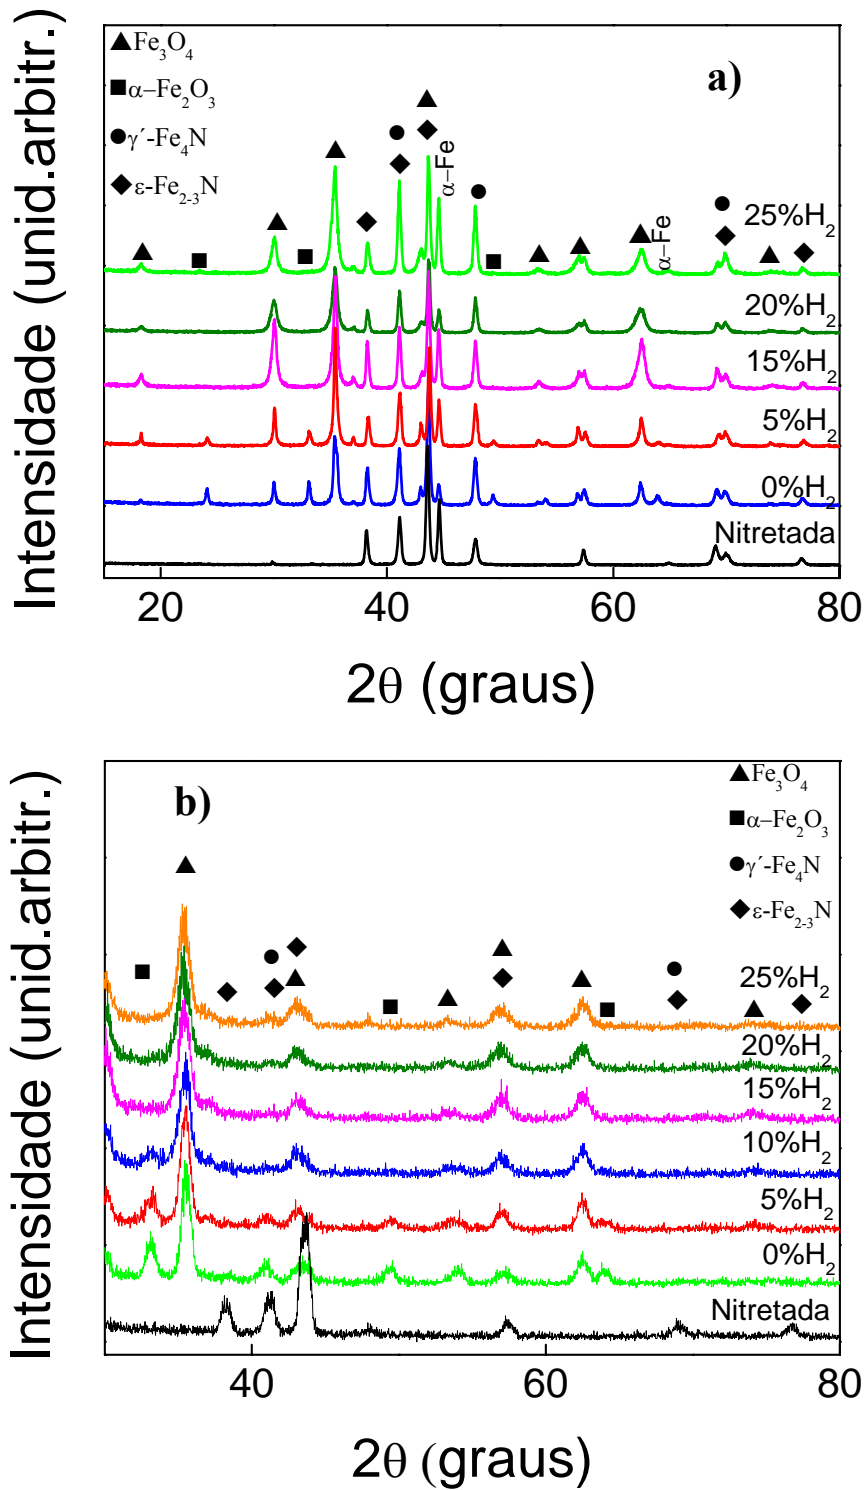 Intensidade (unid.arbitr.)
▲Fe₃O₄
■α–Fe₂O₃
●γ´-Fe₄N
◆ε-Fe₂₋₃N
a)
α–Fe
α–Fe
25%H₂
20%H₂
15%H₂
5%H₂
0%H₂
Nitretada
20 40 60 80
2θ (graus)
Intensidade (unid.arbitr.)
b)
▲Fe₃O₄
■α–Fe₂O₃
●γ´-Fe₄N
◆ε-Fe₂₋₃N
25%H₂
20%H₂
15%H₂
10%H₂
5%H₂
0%H₂
Nitretada
40 60 80
2θ (graus)